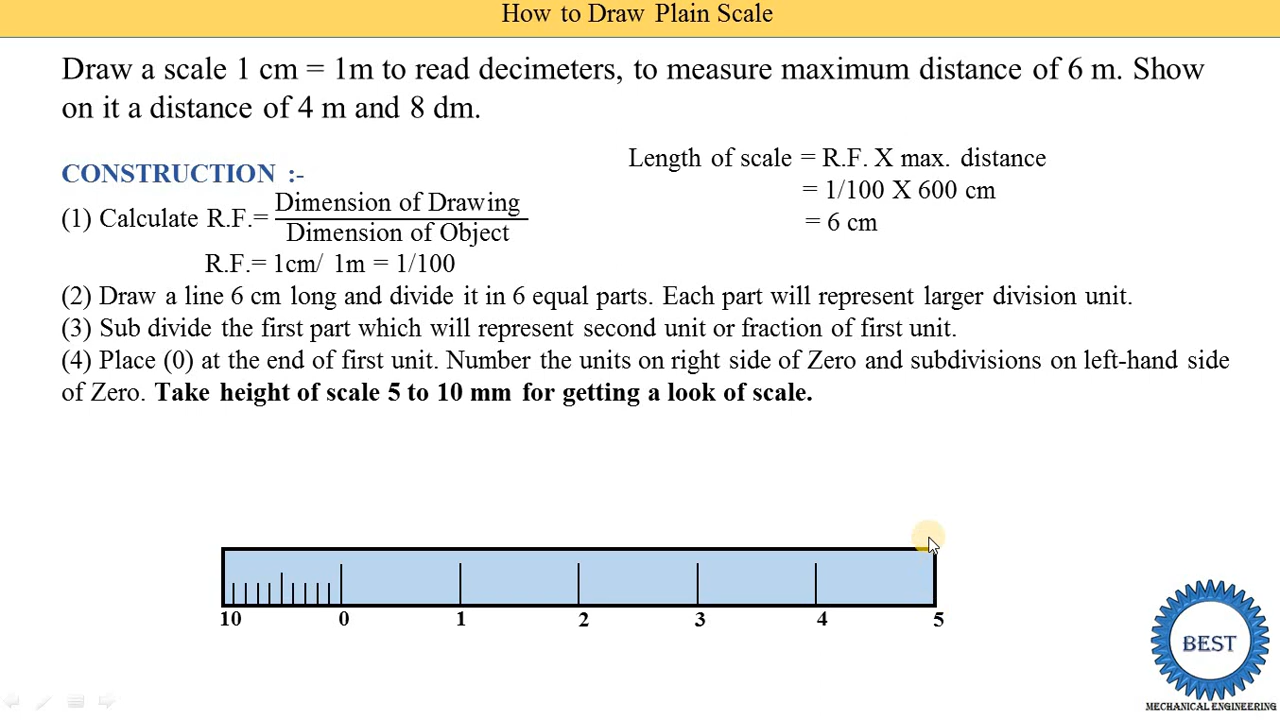 How to Draw Plain Scale
Draw a scale 1 cm = 1m to read decimeters, to measure maximum distance of 6 m. Show
on it a distance of 4 m and 8 dm.
CONSTRUCTION :-
(1) Calculate R.F.= Dimension of Drawing
Dimension of Object
R.F.= 1cm/ 1m = 1/100
Length of scale = R.F. X max. distance
= 1/100 X 600 cm
= 6 cm
(2) Draw a line 6 cm long and divide it in 6 equal parts. Each part will represent larger division unit.
(3) Sub divide the first part which will represent second unit or fraction of first unit.
(4) Place (0) at the end of first unit. Number the units on right side of Zero and subdivisions on left-hand side
of Zero. Take height of scale 5 to 10 mm for getting a look of scale.
10 0 1 2 3 4 5
BEST
MECHANICAL ENGINEERING